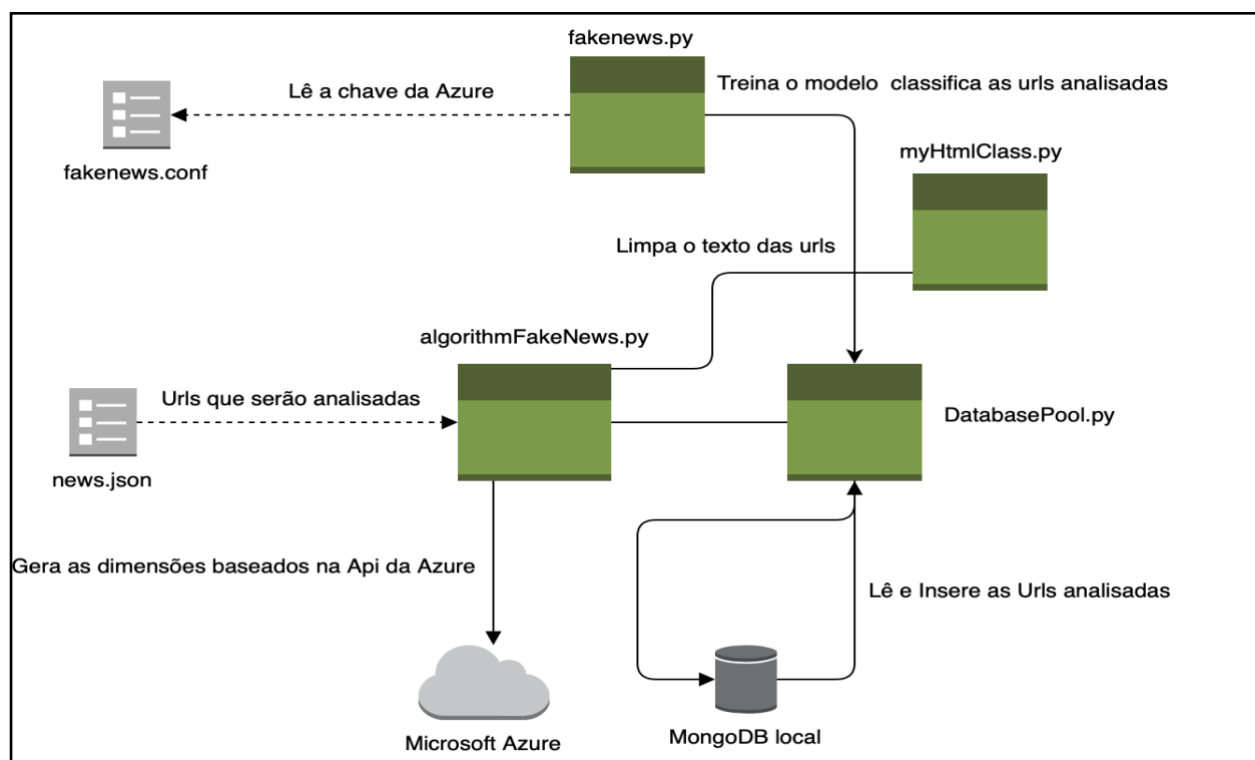 fakenews.py
Lê a chave da Azure
Treina o modelo classifica as urls analisadas
fakenews.conf
myHtmlClass.py
Limpa o texto das urls
algorithmFakeNews.py
Urls que serão analisadas
DatabasePool.py
news.json
Gera as dimensões baseados na Api da Azure
Lê e Insere as Urls analisadas
Microsoft Azure
MongoDB local